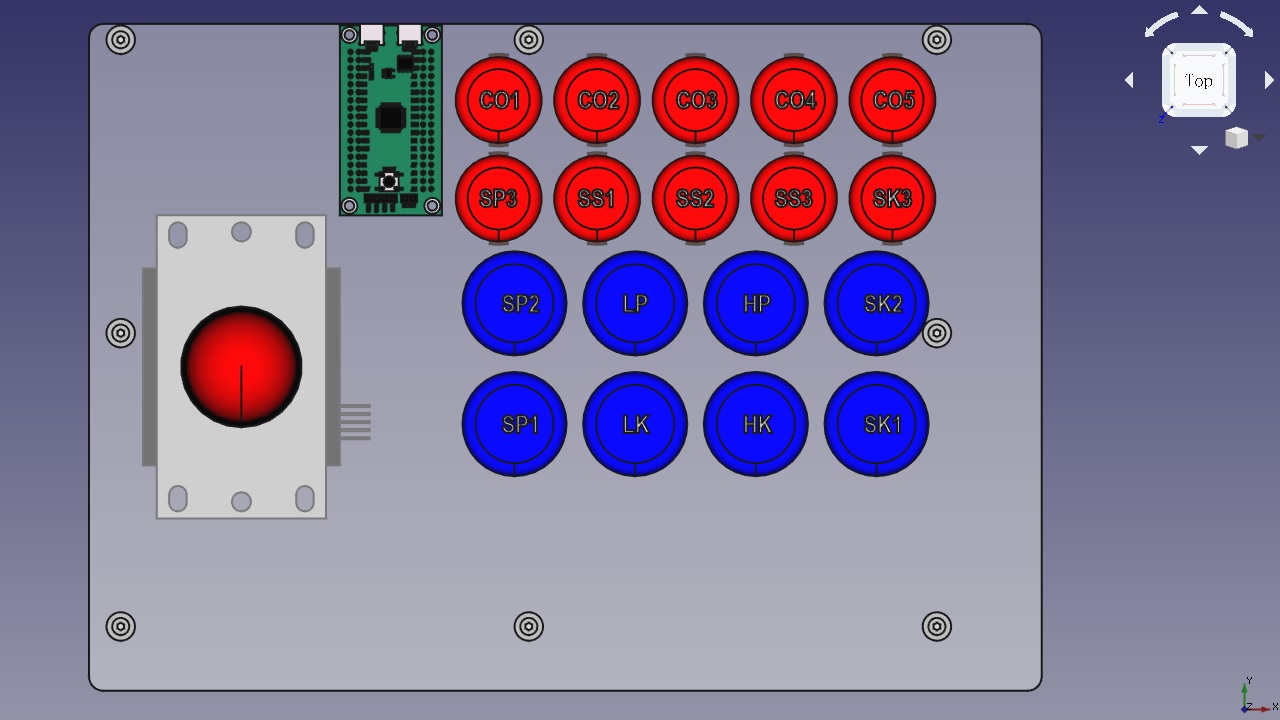 CO1 CO2 CO3 CO4 CO5
Top
SP3 SS1 SS2 SS3 SK3
SP2 LP HP SK2
SP1 LK HK SK1
Z
Y
Z X